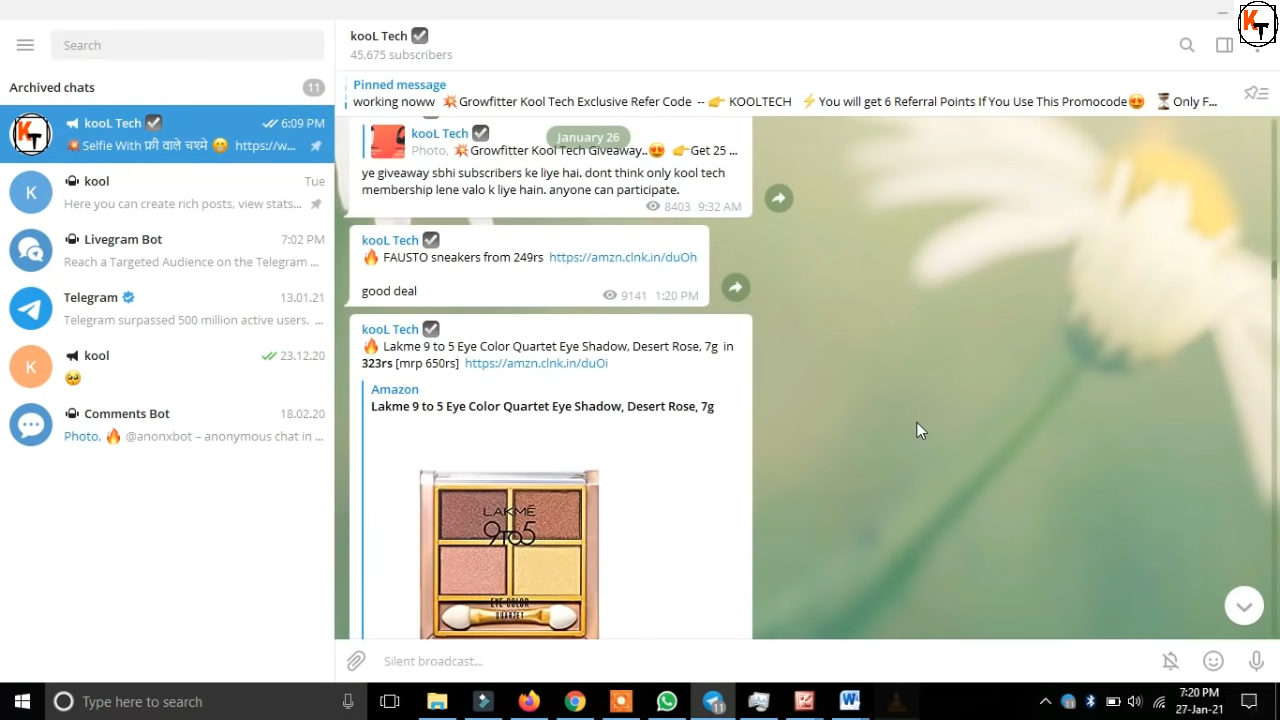 KT
Search
Archived chats
11
kooL Tech
6:09 PM
Selfie With फ्री वाले चश्मे 😁 https://w...
K
kool
Tue
Here you can create rich posts, view stats...
Livegram Bot
7:02 PM
Reach a Targeted Audience on the Telegram ...
Telegram
13.01.21
Telegram surpassed 500 million active users. ...
K
kool
23.12.20
🥺
Comments Bot
18.02.20
Photo, 🔥 @anonxbot – anonymous chat in ...
kooL Tech ☑
45,675 subscribers
Pinned message
working noww 💥Growfitter Kool Tech Exclusive Refer Code -- 👉 KOOLTECH ⚡You will get 6 Referral Points If You Use This Promocode😍 ⏳Only F...
January 26
kooL Tech ☑
Photo, 💥Growfitter Kool Tech Giveaway..😍 👉Get 25 ...
ye giveaway sbhi subscribers ke liye hai. dont think only kool tech
membership lene valo k liye hain. anyone can participate.
8403 9:32 AM
kooL Tech ☑
🔥 FAUSTO sneakers from 249rs https://amzn.clnk.in/duOh
good deal
9141 1:20 PM
kooL Tech ☑
🔥 Lakme 9 to 5 Eye Color Quartet Eye Shadow, Desert Rose, 7g in
323rs [mrp 650rs] https://amzn.clnk.in/duOi
Amazon
Lakme 9 to 5 Eye Color Quartet Eye Shadow, Desert Rose, 7g
LAKMĒ
9TO5
EYE COLOR
QUARTET
Silent broadcast...
Type here to search
11
7:20 PM
27-Jan-21